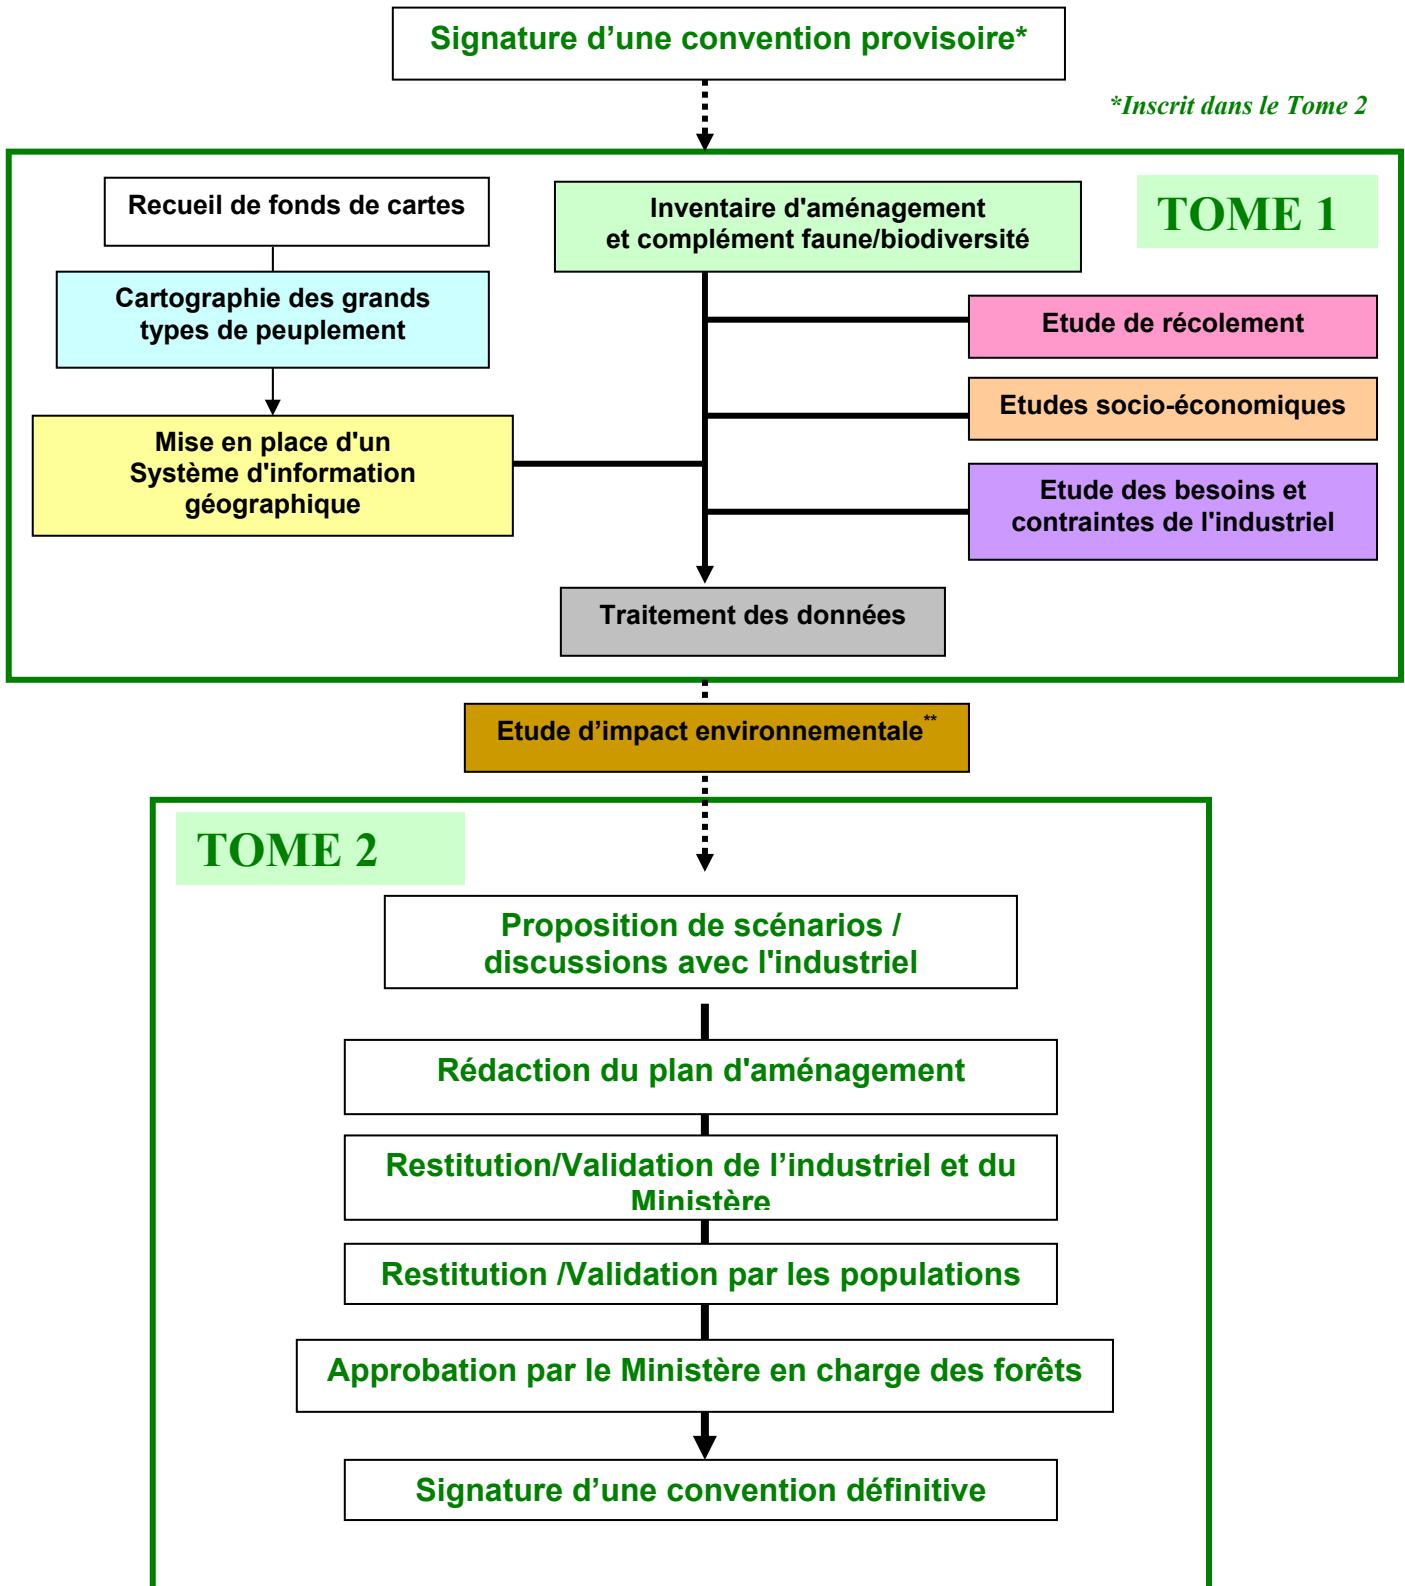 Signature d’une convention provisoire*
*Inscrit dans le Tome 2
TOME 1
Recueil de fonds de cartes
Cartographie des grands
types de peuplement
Mise en place d'un
Système d'information
géographique
Inventaire d'aménagement
et complément faune/biodiversité
Etude de récolement
Etudes socio-économiques
Etude des besoins et
contraintes de l'industriel
Traitement des données
Etude d’impact environnementale**
TOME 2
Proposition de scénarios /
discussions avec l'industriel
Rédaction du plan d'aménagement
Restitution/Validation de l’industriel et du
Ministère
Restitution /Validation par les populations
Approbation par le Ministère en charge des forêts
Signature d’une convention définitive